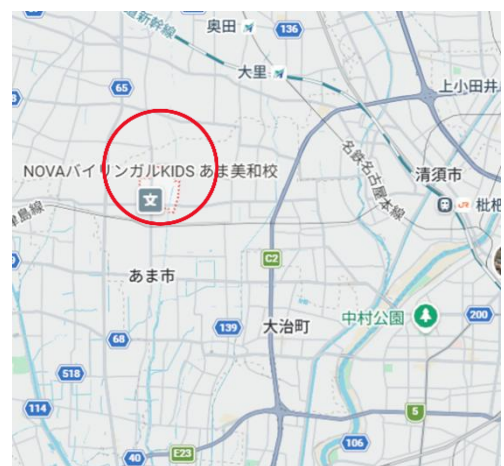 奥田
136
大里
65
上小田井
名鉄名古屋本線
NOVAバイリンガルKIDS あま美和校
清須市
文
JR 枇杷
島線
C2
あま市
中村公園
139
大治町
200
68
518
114
5
106
40
E23